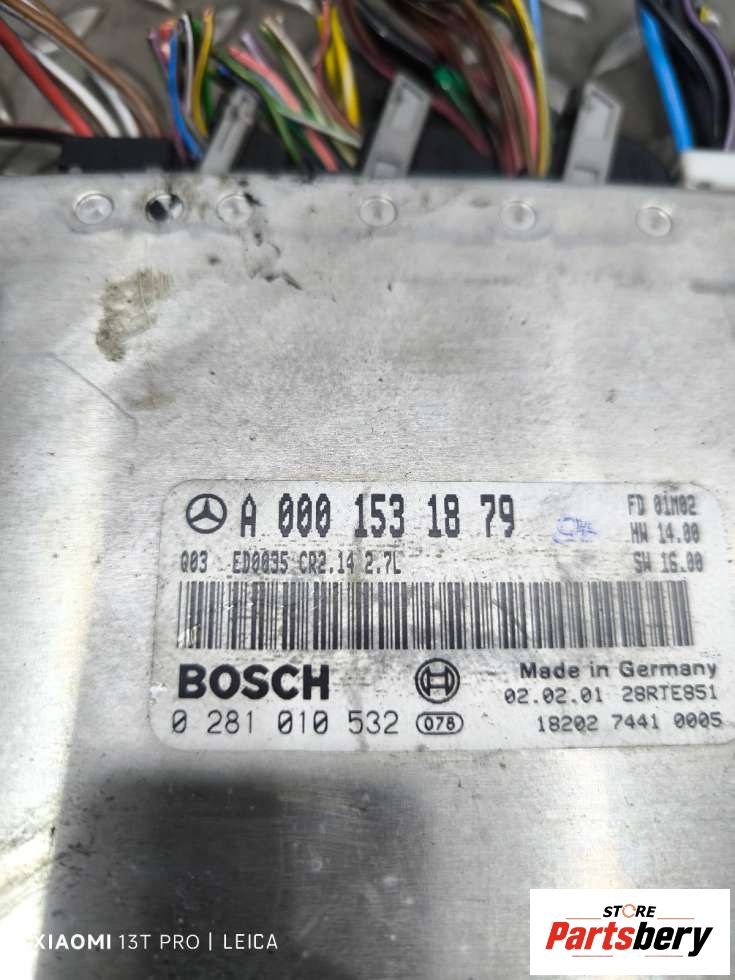 A 000 153 18 79
FD 01M02
HW 14.00
Q03 ED0035 CR2.14 2.7L
SW 16.00
BOSCH
Made in Germany
02.02.01 28RTE851
0 281 010 532 078
18202 7441 0005
XIAOMI 13T PRO | LEICA
STORE
Partsbery